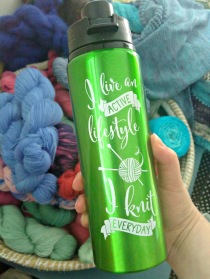 I live an
ACTIVE
lifestyle
I knit
EVERYDAY